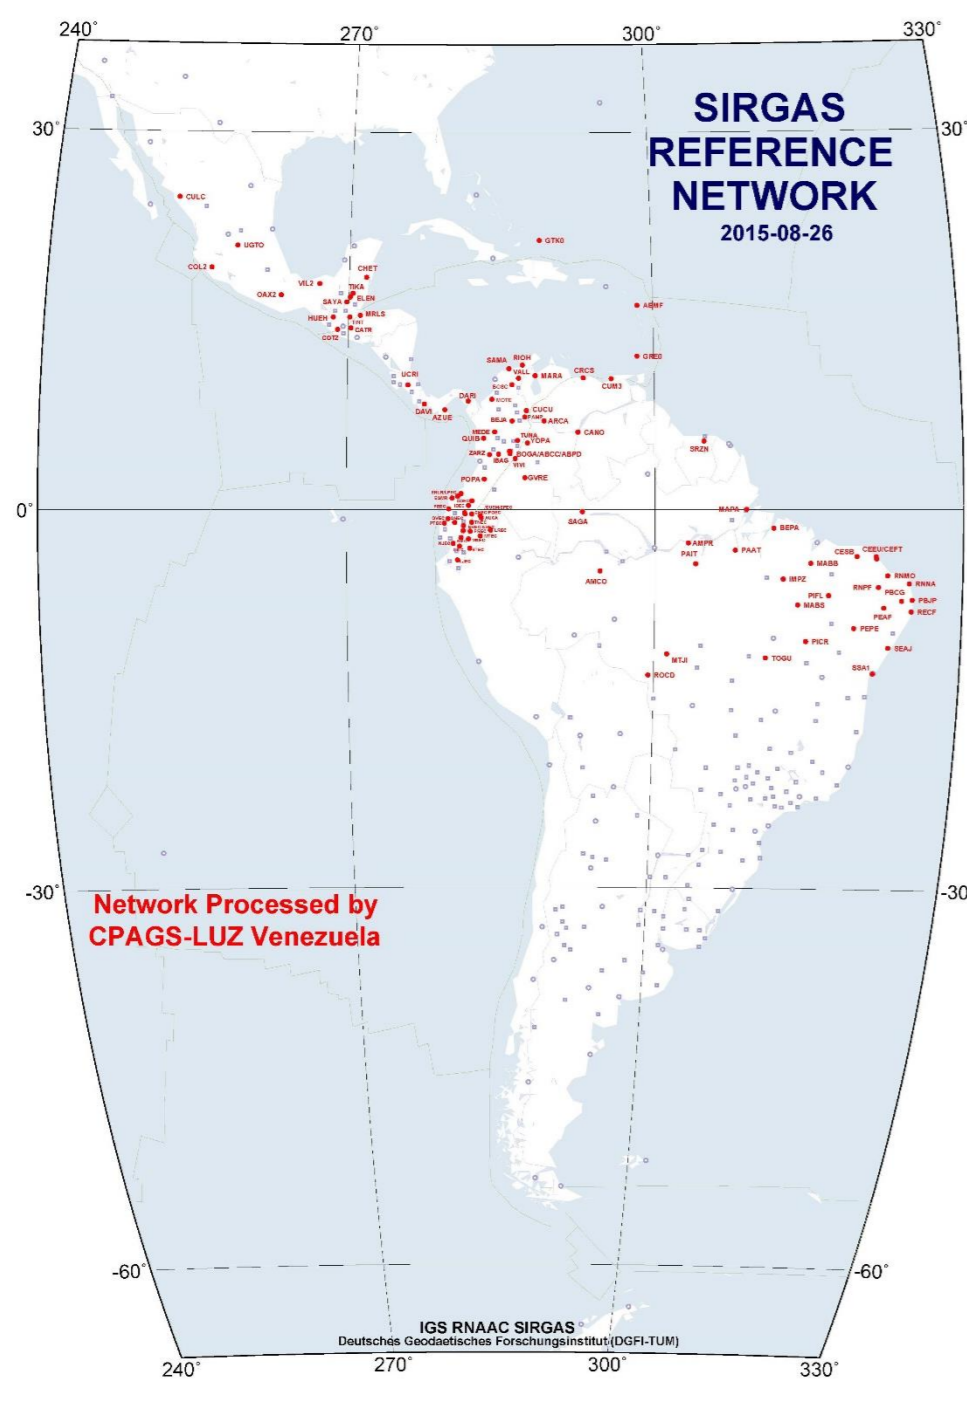 240°
270°
300°
330°
SIRGAS
REFERENCE
NETWORK
2015-08-26
30°
30°
CULC
UGTO
GTK0
COL2
CHET
VIL2
TIKA
OAX2
SAYA
ELEN
ABMF
HUEH
MRLS
CGT2
CATR
GRE0
SAMA
RIOH
VALL
UCRI
MARA
CRCS
CUM3
DARI
DAVI
AZUE
CUCU
BEJA
ARCA
MEDE
CANO
QUIB
TUNA
YOPA
SRZN
ZARZ
IBAG
BOGA/ABCC/ABPD
VIVI
POPA
GVRE
0°
SAGA
MAPA
BEPA
AMPR
PAIT
PAAT
CESB
CEEU/CEFT
MABB
AMCO
IMPZ
RNMO
RNPF
RNNA
PIFL
PBCG
MABS
PBJP
PEAF
RECF
PEPE
PICR
SEAJ
MTJI
TOGU
ROCD
SSA1
-30°
-30°
Network Processed by
CPAGS-LUZ Venezuela
-60°
-60°
IGS RNAAC SIRGAS
Deutsches Geodaetisches Forschungsinstitut (DGFI-TUM)
240°
270°
300°
330°